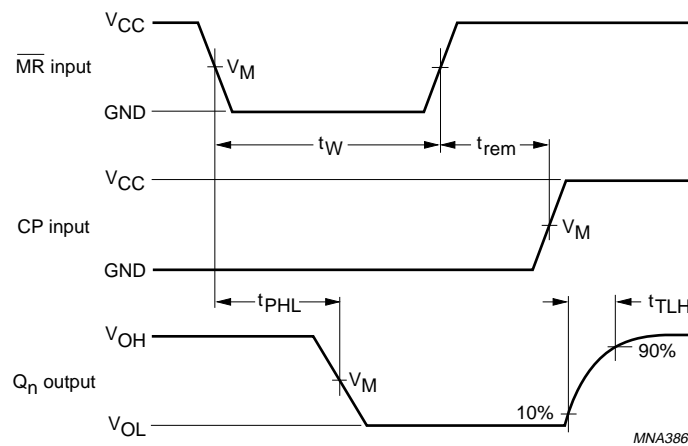 VCC
MR input
VM
GND
tW
trem
VCC
CP input
VM
GND
tPHL
tTLH
VOH
90%
Qn output
VM
10%
VOL
MNA386